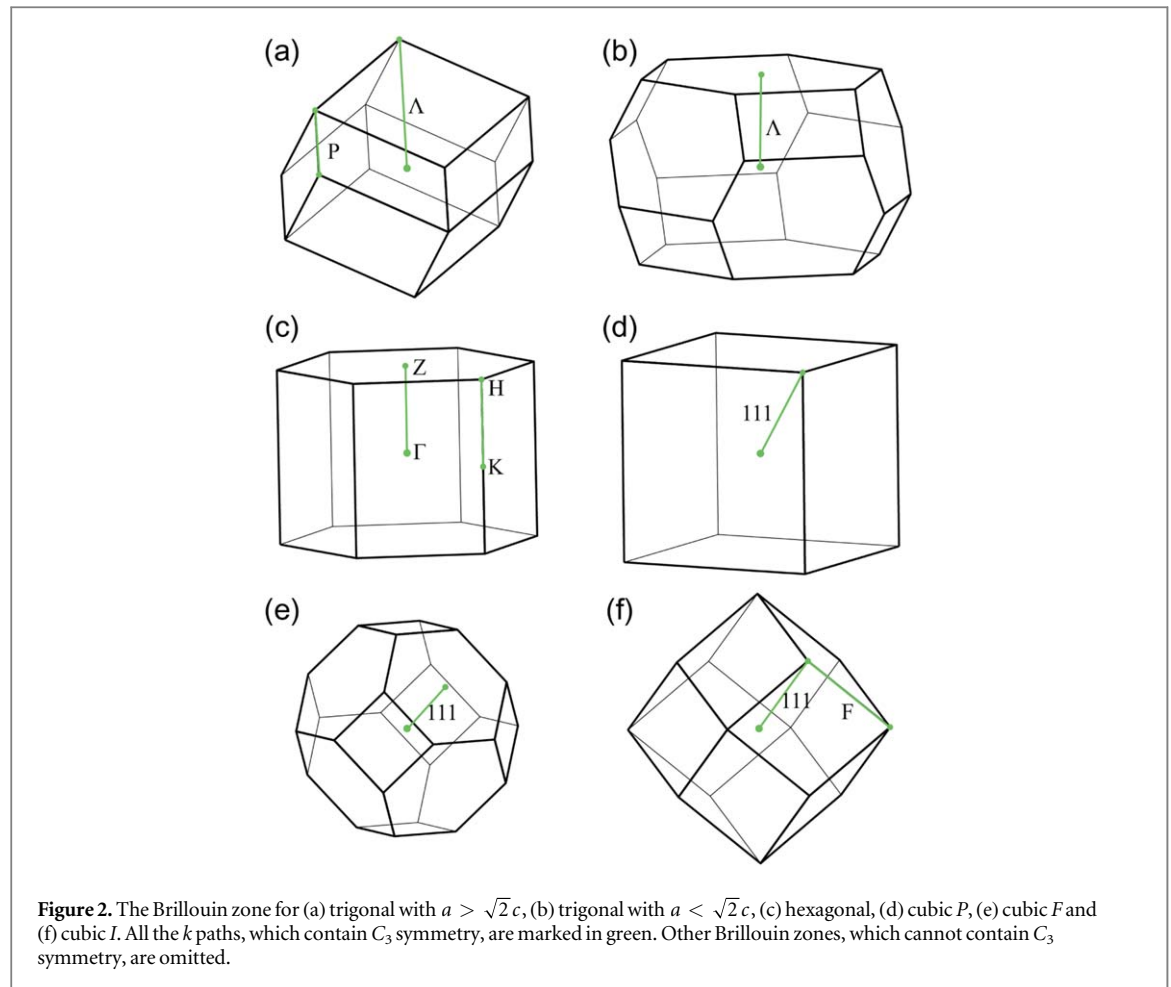 (a)
Λ
P
(b)
Λ
(c)
Z
H
Γ
K
(d)
111
(e)
111
(f)
111
F
Figure 2. The Brillouin zone for (a) trigonal with a > √2 c, (b) trigonal with a < √2 c, (c) hexagonal, (d) cubic P, (e) cubic F and
(f) cubic I. All the k paths, which contain C₃ symmetry, are marked in green. Other Brillouin zones, which cannot contain C₃
symmetry, are omitted.